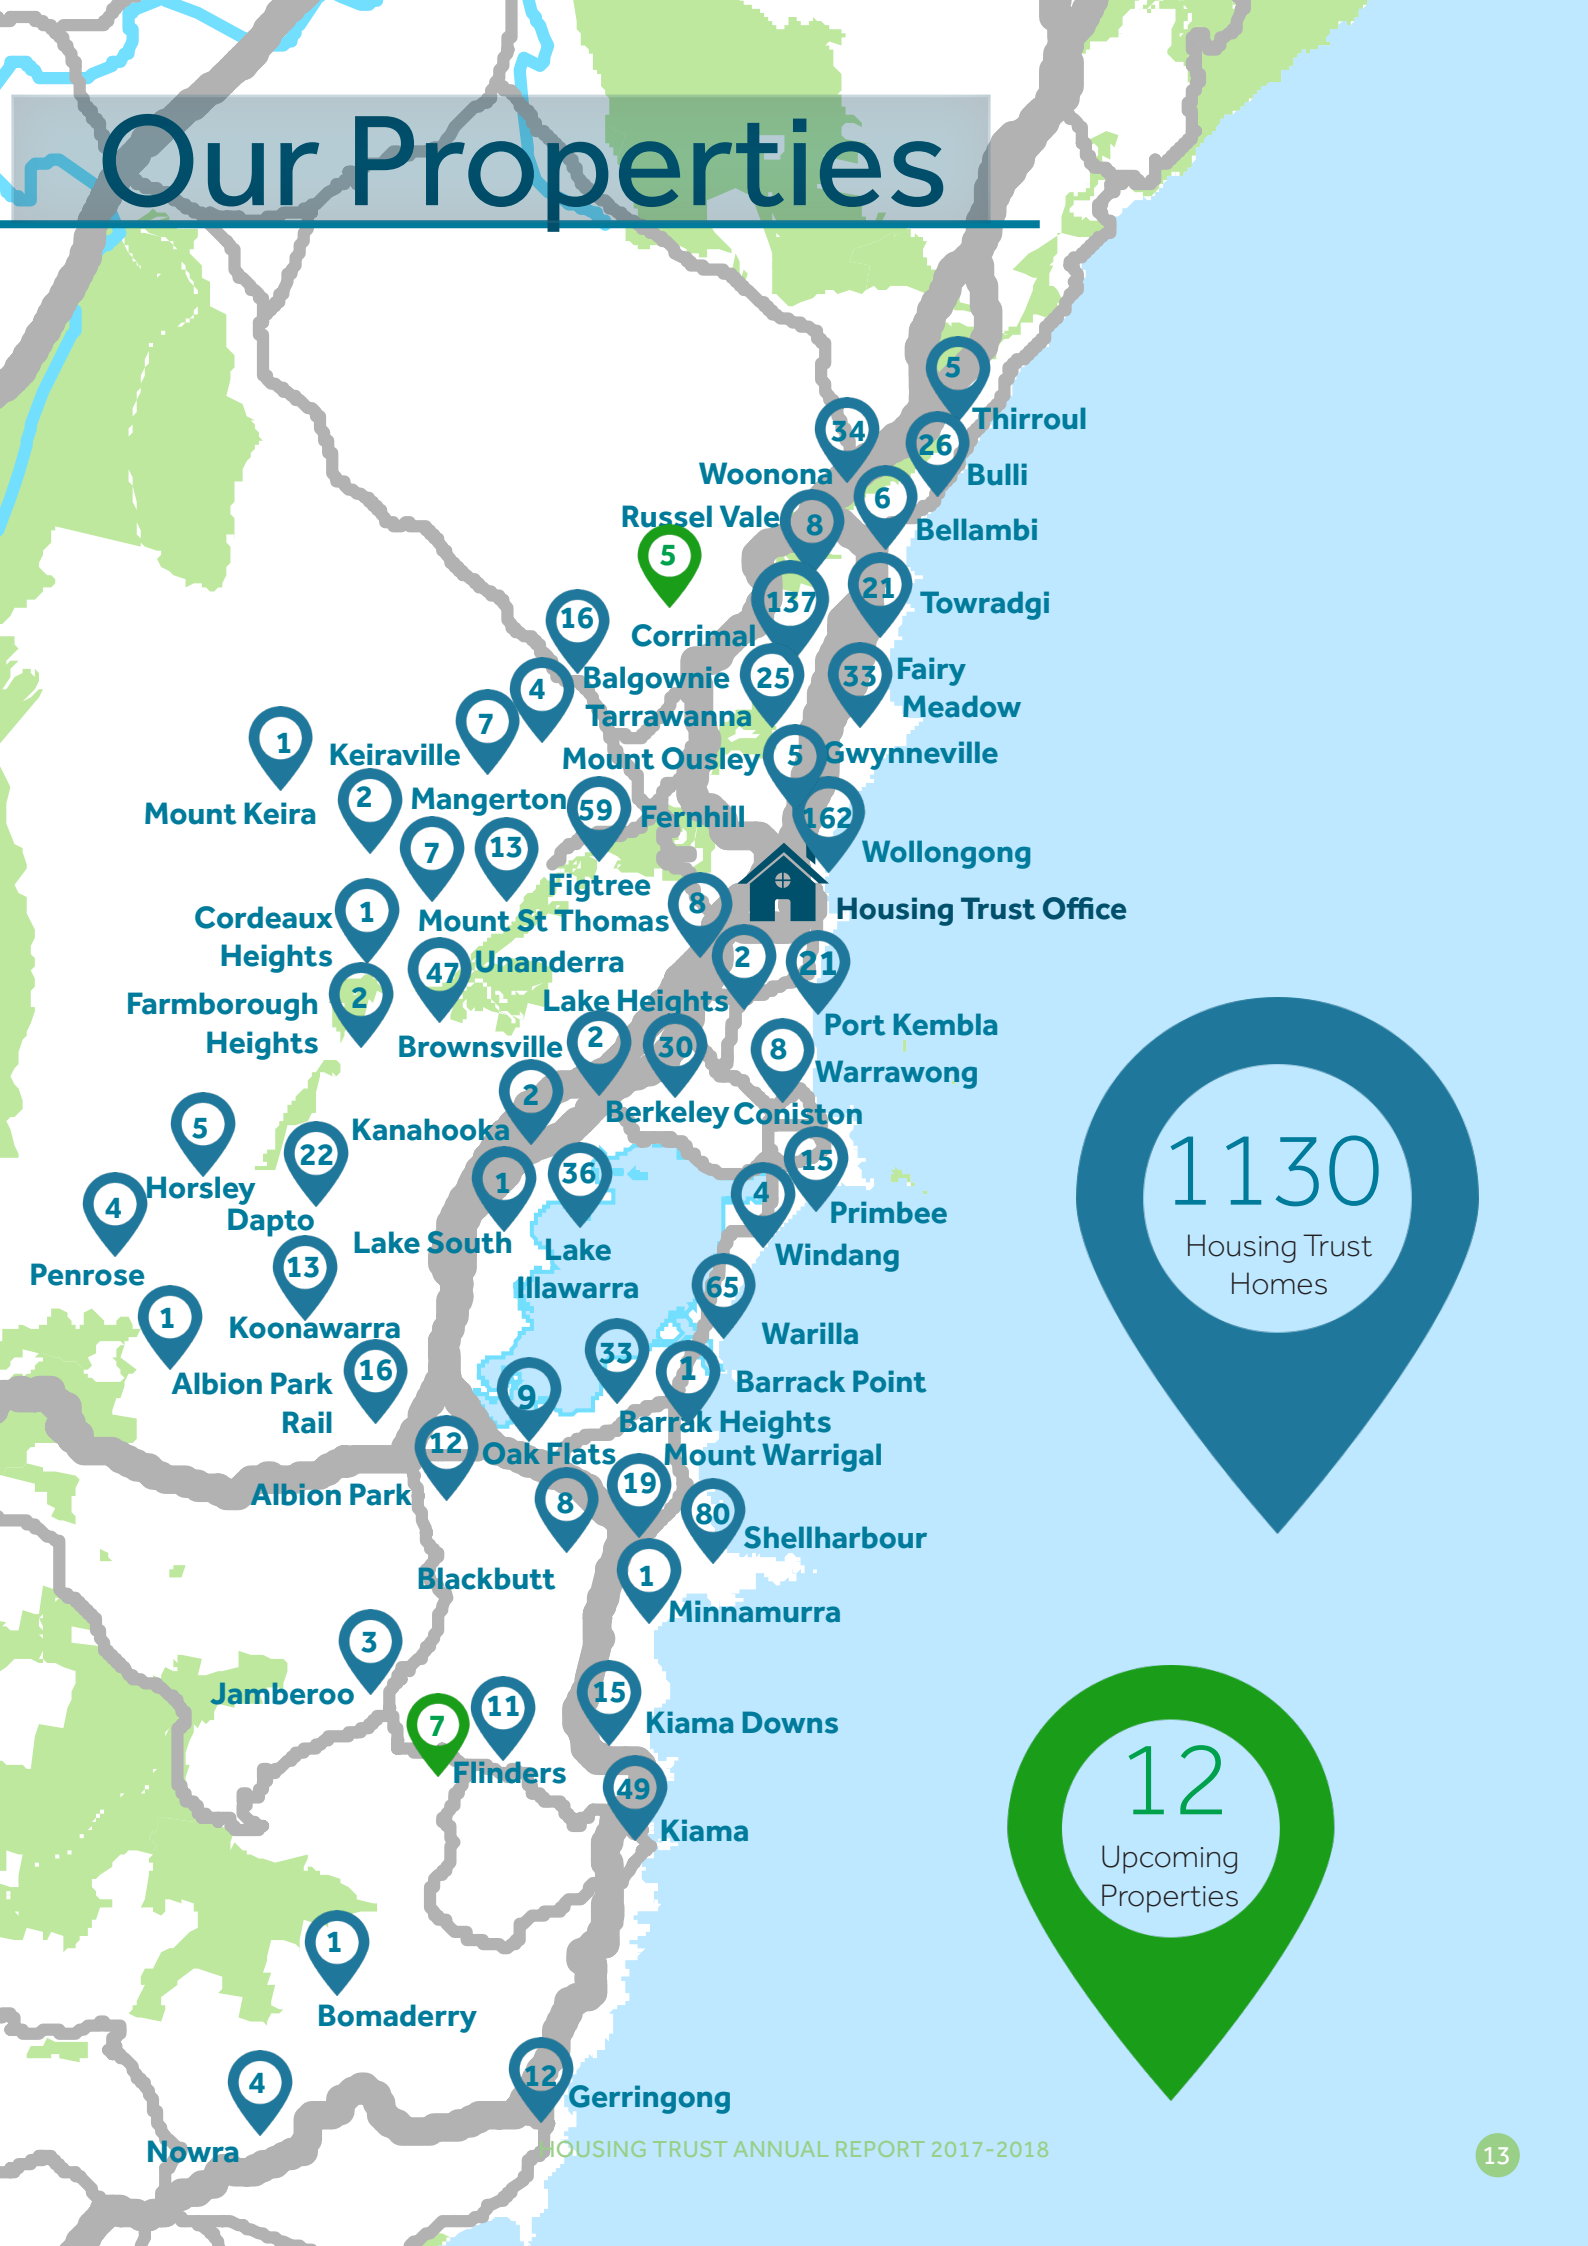 Our Properties
5
Thirroul
34
26
Woonona
Bulli
6
Russel Vale
8
Bellambi
5
137
21
Towradgi
16
Corrimal
Balgownie
25
33
Fairy
Meadow
4
Tarrawanna
7
1
Keiraville
Mount Ousley
5
Gwynneville
Mount Keira
2
Mangerton
59
Fernhill
162
7
13
Wollongong
Figtree
Cordeaux
Heights
1
Mount St Thomas
8
Housing Trust Office
47
Unanderra
2
21
Farmborough
Heights
2
Lake Heights
Port Kembla
Brownsville
2
30
8
Warrawong
2
Berkeley
Coniston
5
Kanahooka
22
15
Horsley
1
36
4
4
Dapto
Primbee
Lake South
Lake
Illawarra
Windang
Penrose
13
65
1
Koonawarra
Warilla
Albion Park
Rail
16
33
1
Barrack Point
9
Barrak Heights
12
Oak Flats
Mount Warrigal
Albion Park
8
19
80
Shellharbour
Blackbutt
1
Minnamurra
3
Jamberoo
7
11
15
Kiama Downs
Flinders
49
Kiama
1
Bomaderry
4
12
Gerringong
Nowra
1130
Housing Trust
Homes
12
Upcoming
Properties
HOUSING TRUST ANNUAL REPORT 2017-2018
13